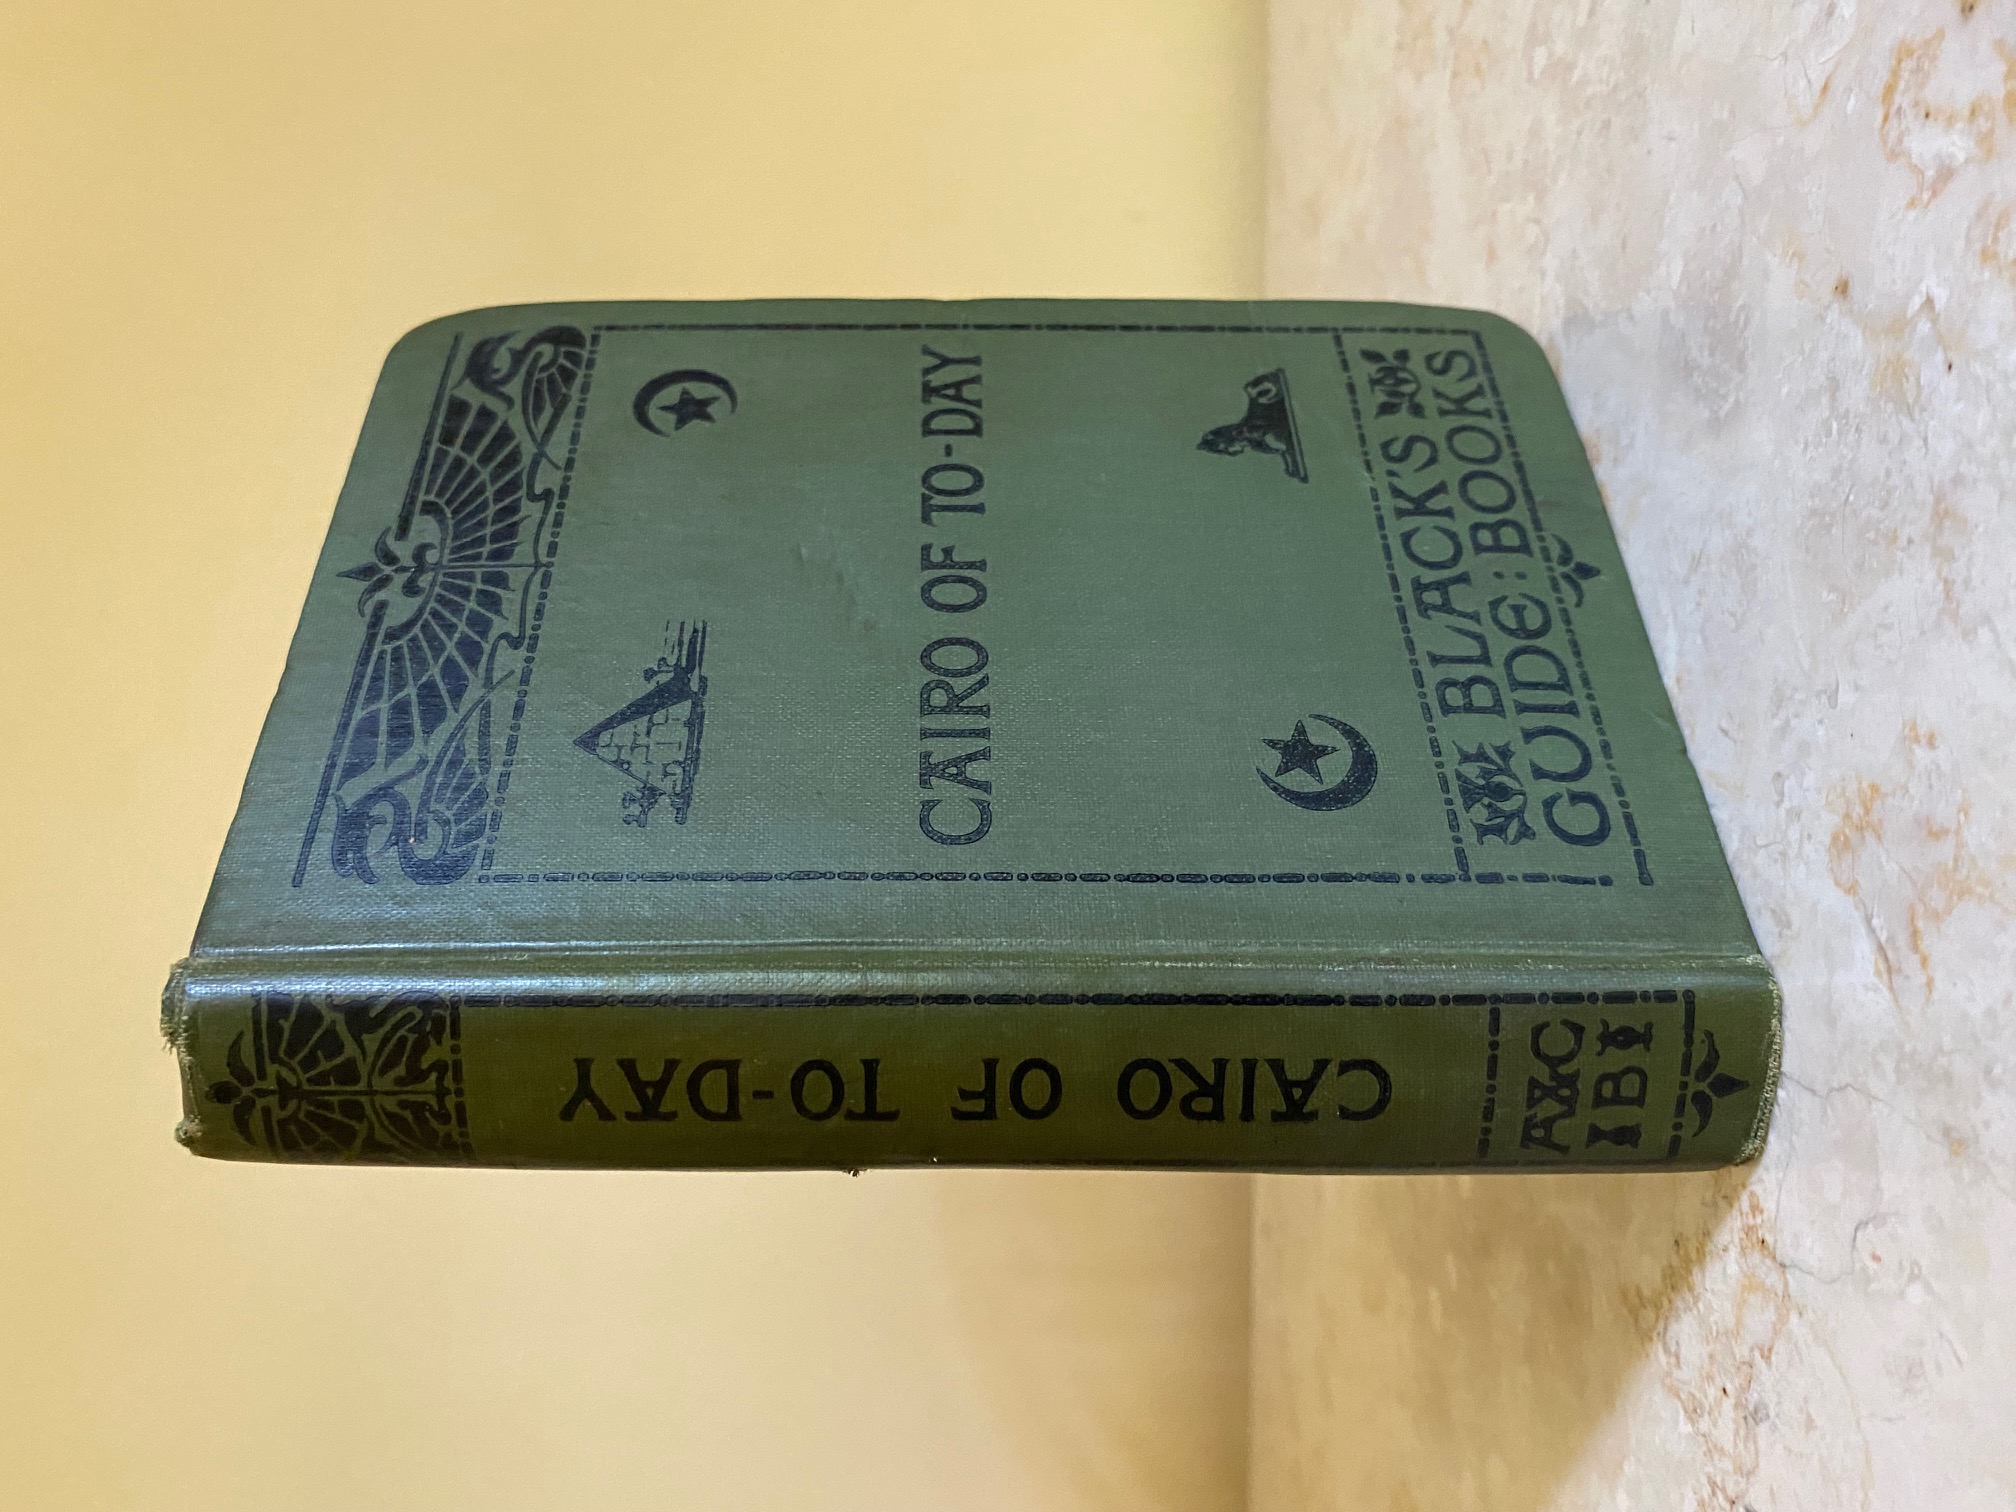 CAIRO OF TO-DAY
BLACK'S
GUIDE:BOOKS
CAIRO OF TO-DAY
A&C
B